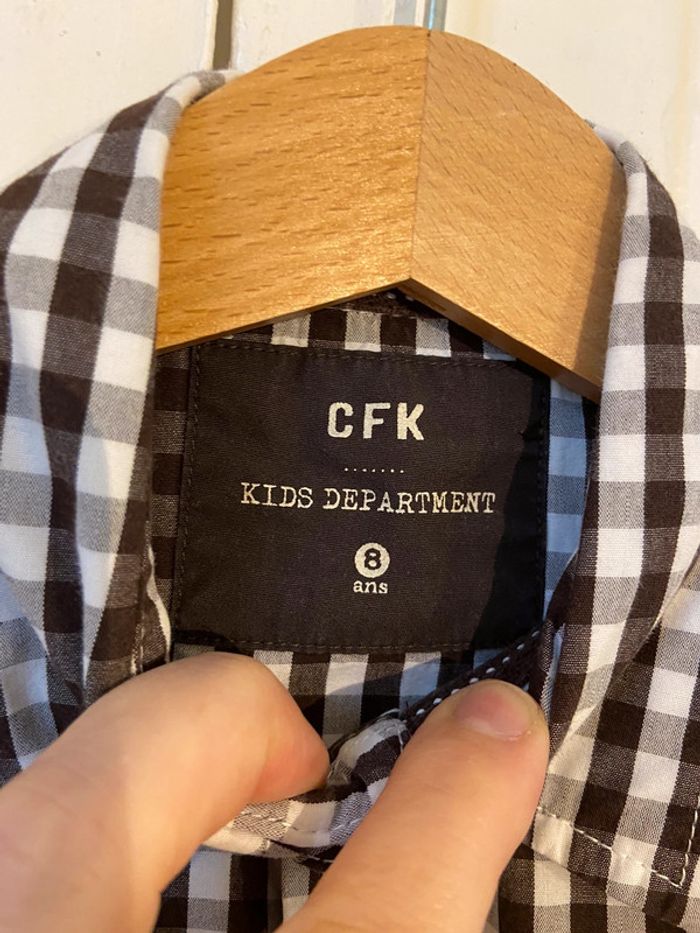 CFK
.......
KIDS DEPARTMENT
8
ans